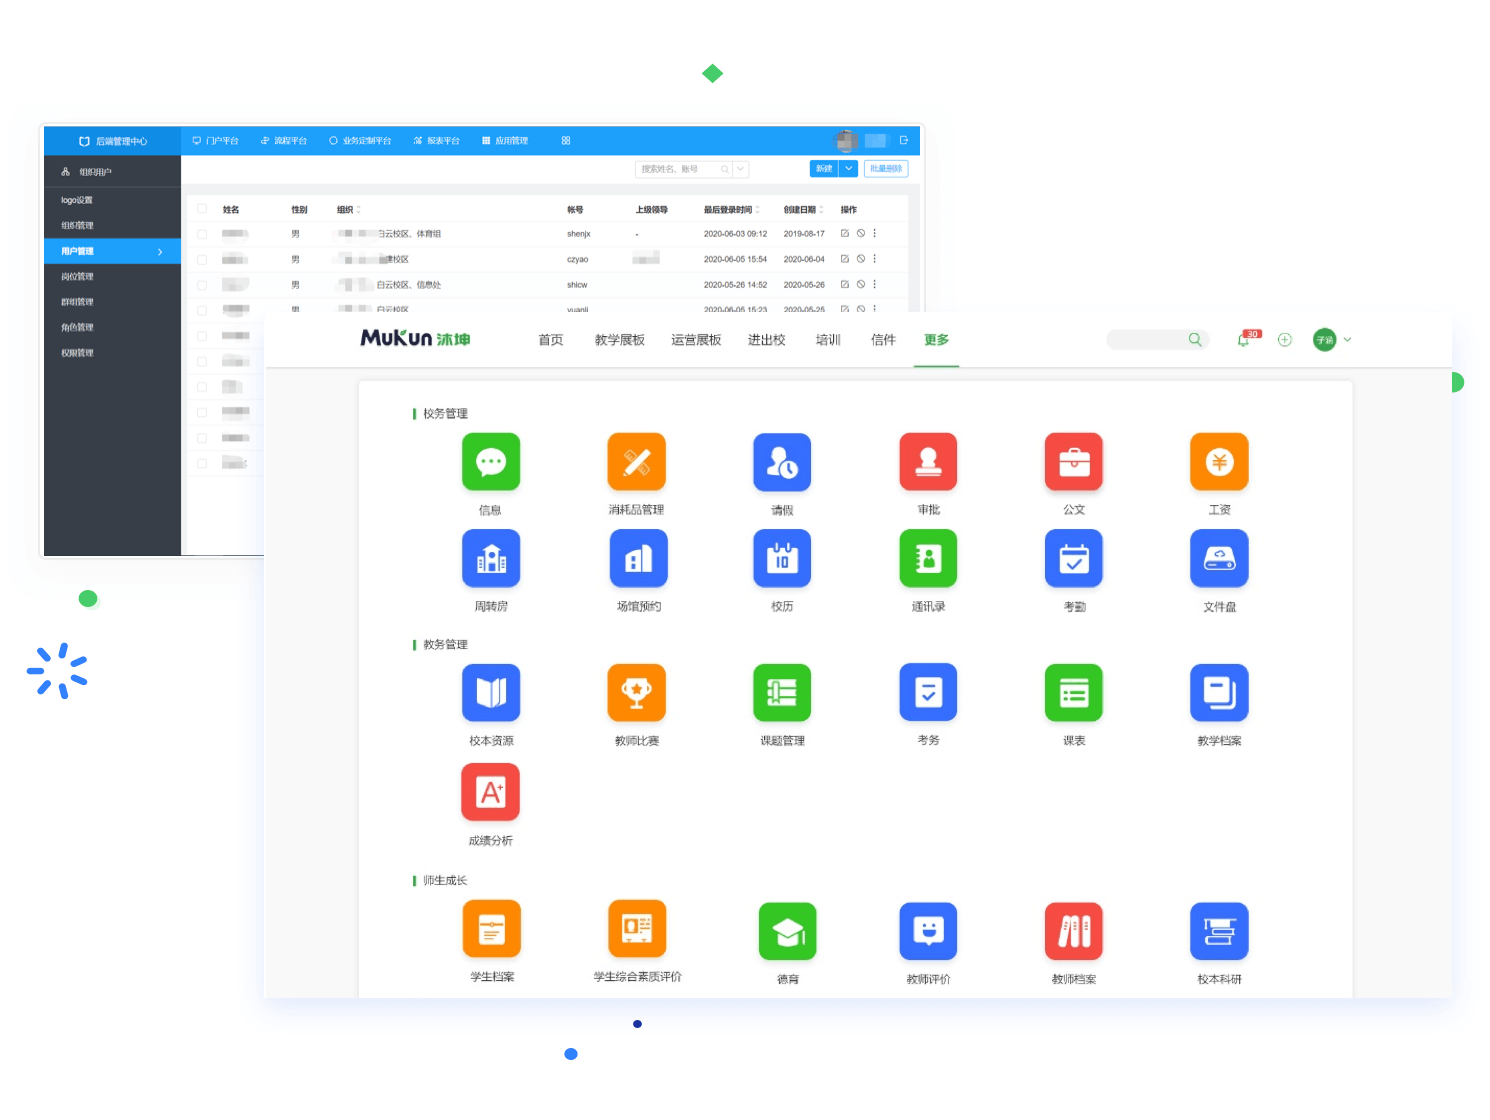 后端管理中心 门户平台 流程平台 业务定制平台 报表平台 应用管理
组织用户
搜索姓名、账号 新建 批量删除
logo设置
组织管理
用户管理
岗位管理
群组管理
角色管理
权限管理
姓名 性别 组织 帐号 上级领导 最后登录时间 创建日期 操作
男 白云校区、体育组 shenjx - 2020-06-03 09:12 2019-08-17
男 校区 czyao 2020-06-05 15:54 2020-06-04
男 白云校区、信息处 shicw 2020-05-26 14:52 2020-05-26
男 白云校区 yuanli 2020-06-05 15:23 2020-05-25
MuKun 沐坤 首页 教学展板 运营展板 进出校 培训 信件 更多 30 子涵
校务管理
信息 消耗品管理 请假 审批 公文 工资
10
周转房 场馆预约 校历 通讯录 考勤 文件盘
教务管理
校本资源 教师比赛 课题管理 考务 课表 教学档案
A+
成绩分析
师生成长
学生档案 学生综合素质评价 德育 教师评价 教师档案 校本科研